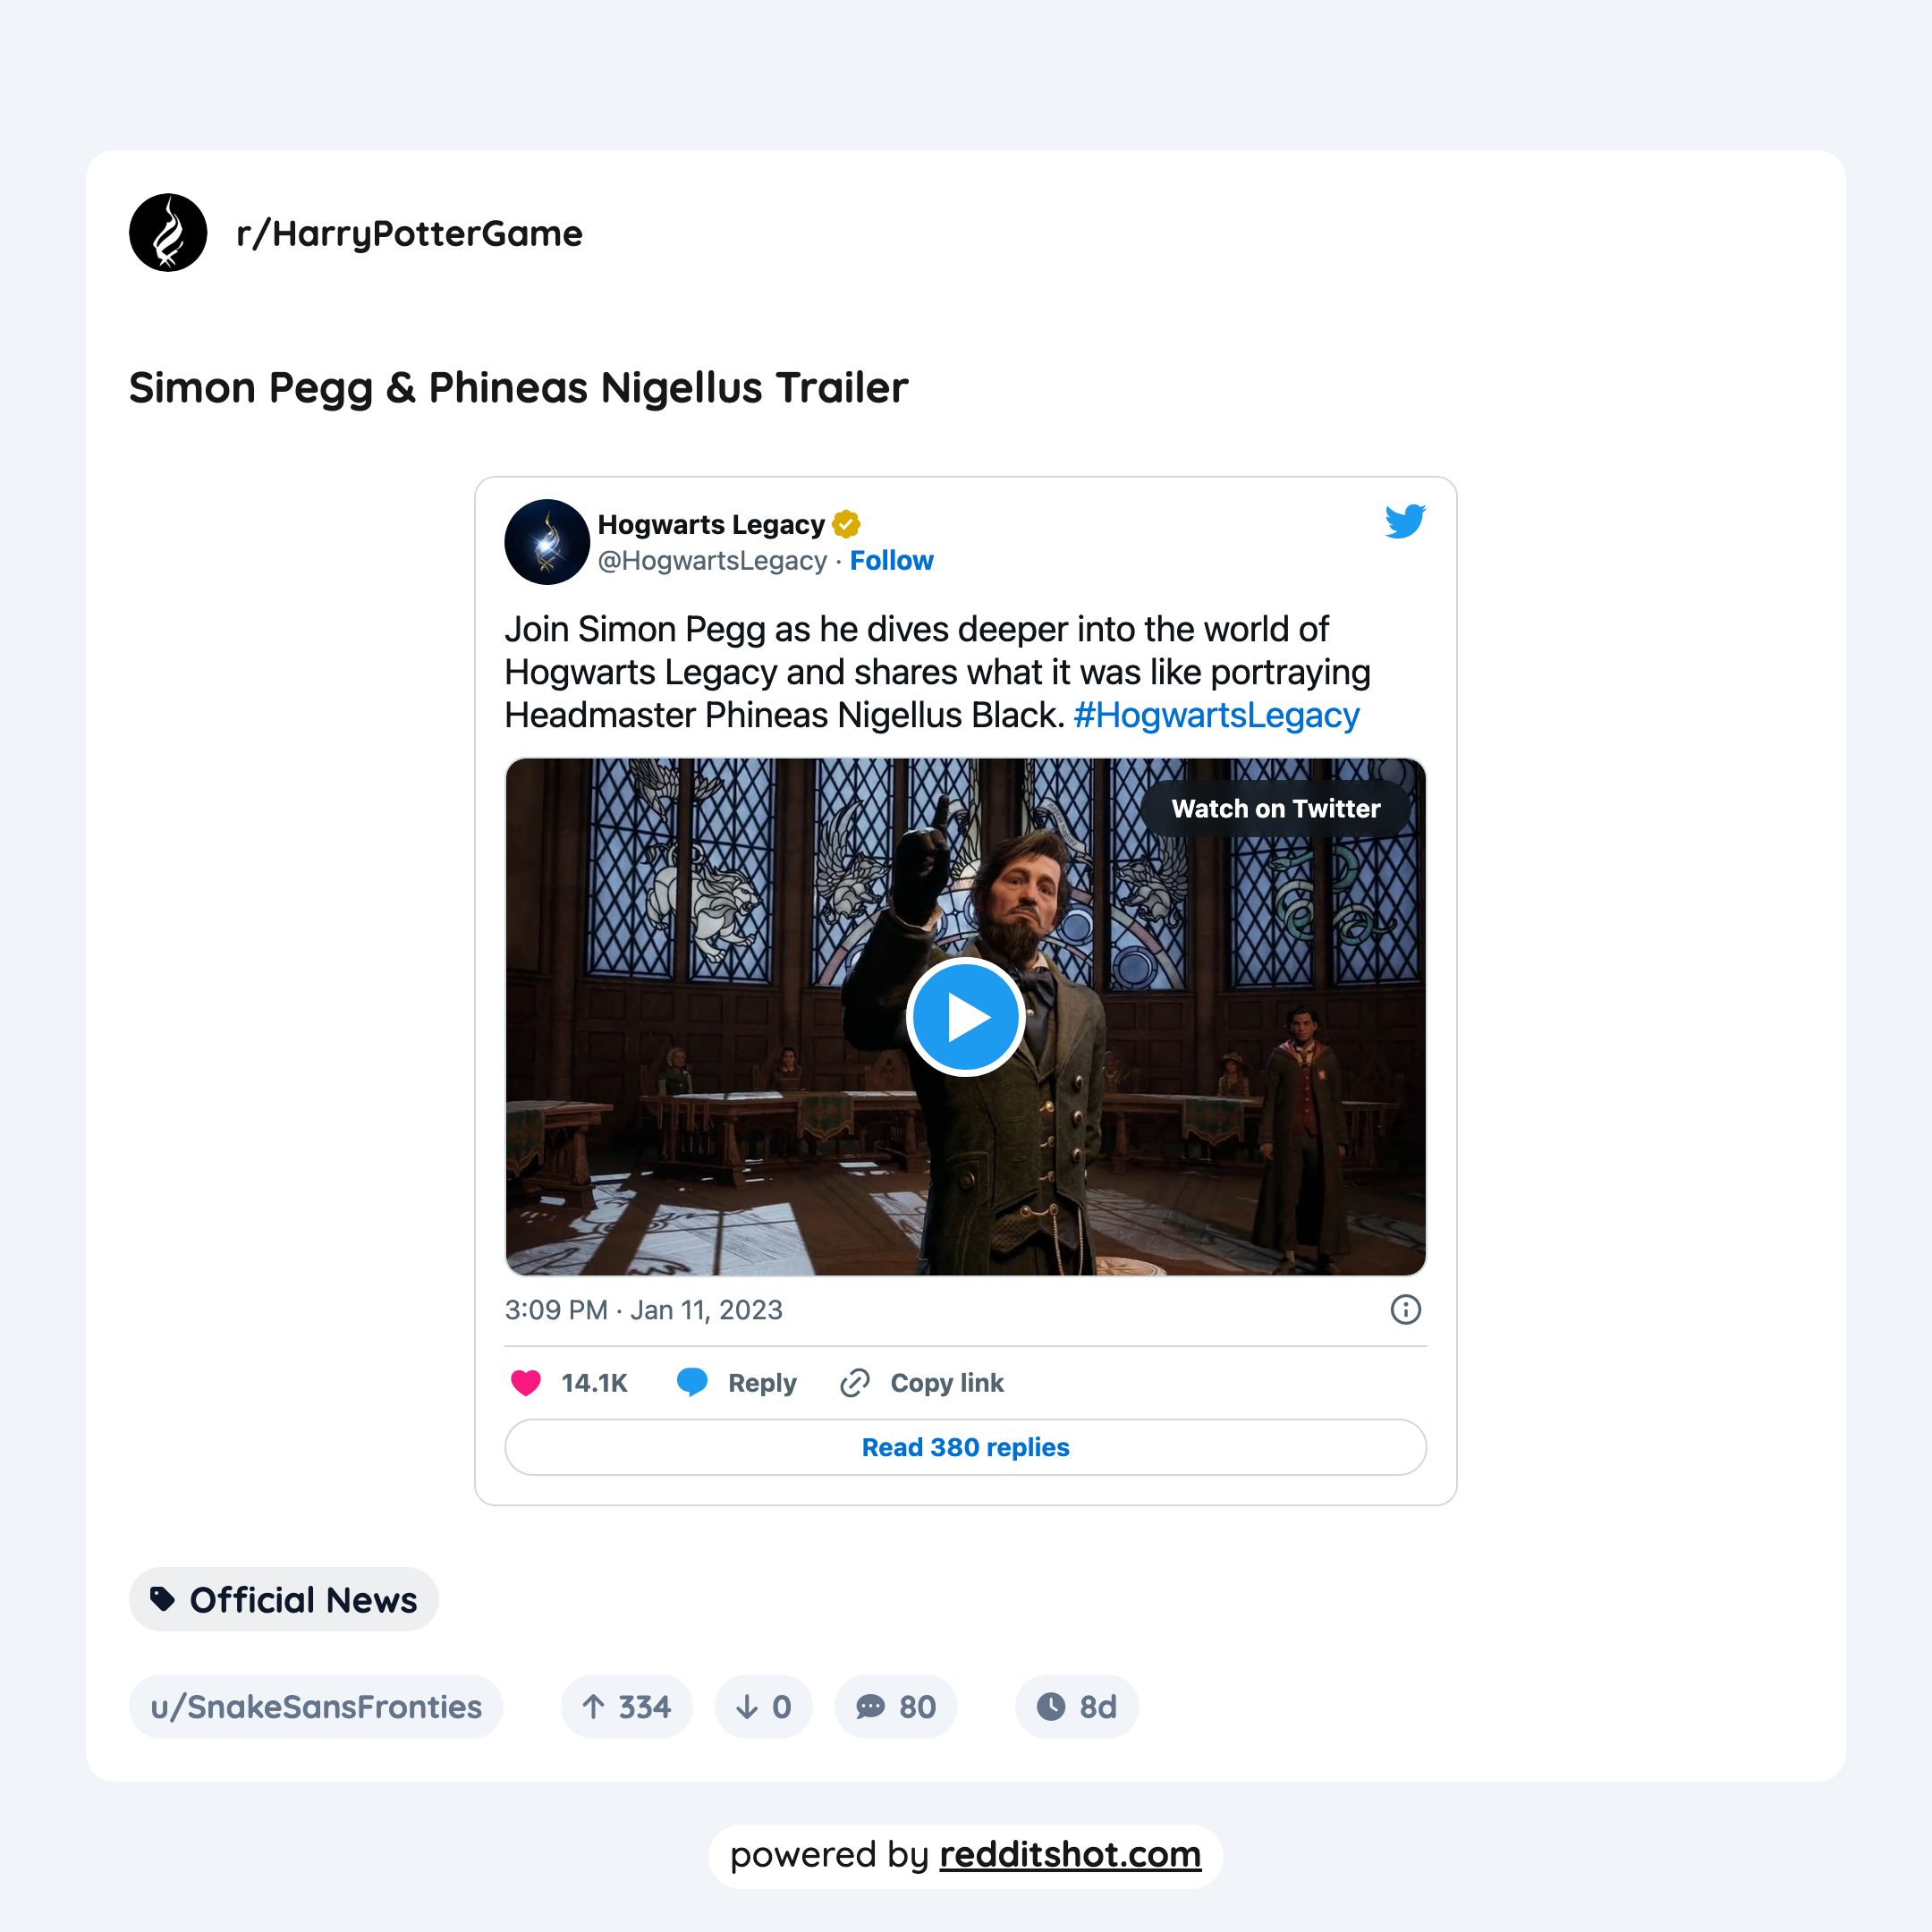 r/HarryPotterGame
Simon Pegg & Phineas Nigellus Trailer
Hogwarts Legacy
@HogwartsLegacy · Follow
Join Simon Pegg as he dives deeper into the world of
Hogwarts Legacy and shares what it was like portraying
Headmaster Phineas Nigellus Black. #HogwartsLegacy
Watch on Twitter
3:09 PM · Jan 11, 2023
14.1K Reply Copy link
Read 380 replies
Official News
u/SnakeSansFronties 334 0 80 8d
powered by redditshot.com